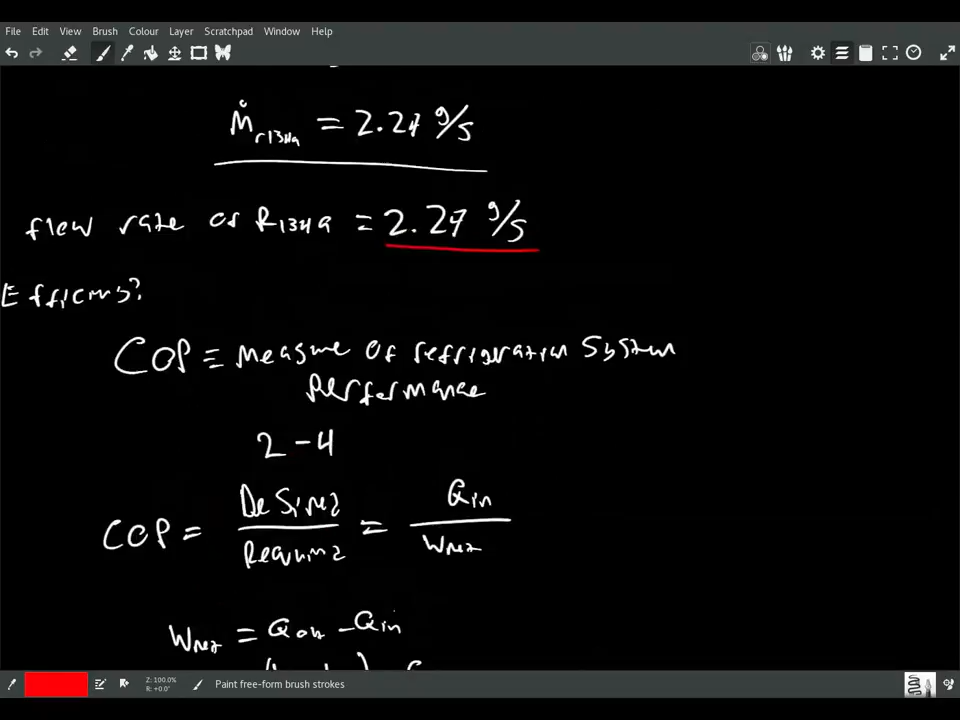 File Edit View Brush Colour Layer Scratchpad Window Help
ṁ r134a = 2.27 g/s
flow rate of R134a = 2.27 g/s
COP ≡ Measure of refrigeration System
Performance
2-4
COP = Desired / Required = Qin / Wnet
Wnet = Qout - Qin
Z: 100.0%
R: +0.0°
Paint free-form brush strokes